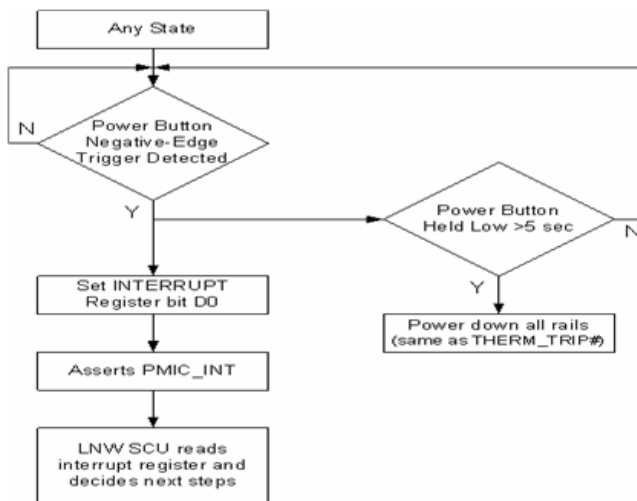 Any State
N
Power Button
Negative-Edge
Trigger Detected
Y
Power Button
Held Low >5 sec
N
Y
Set INTERRUPT
Register bit D0
Power down all rails
(same as THERM_TRIP#)
Asserts PMIC_INT
LNW SCU reads
interrupt register and
decides next steps